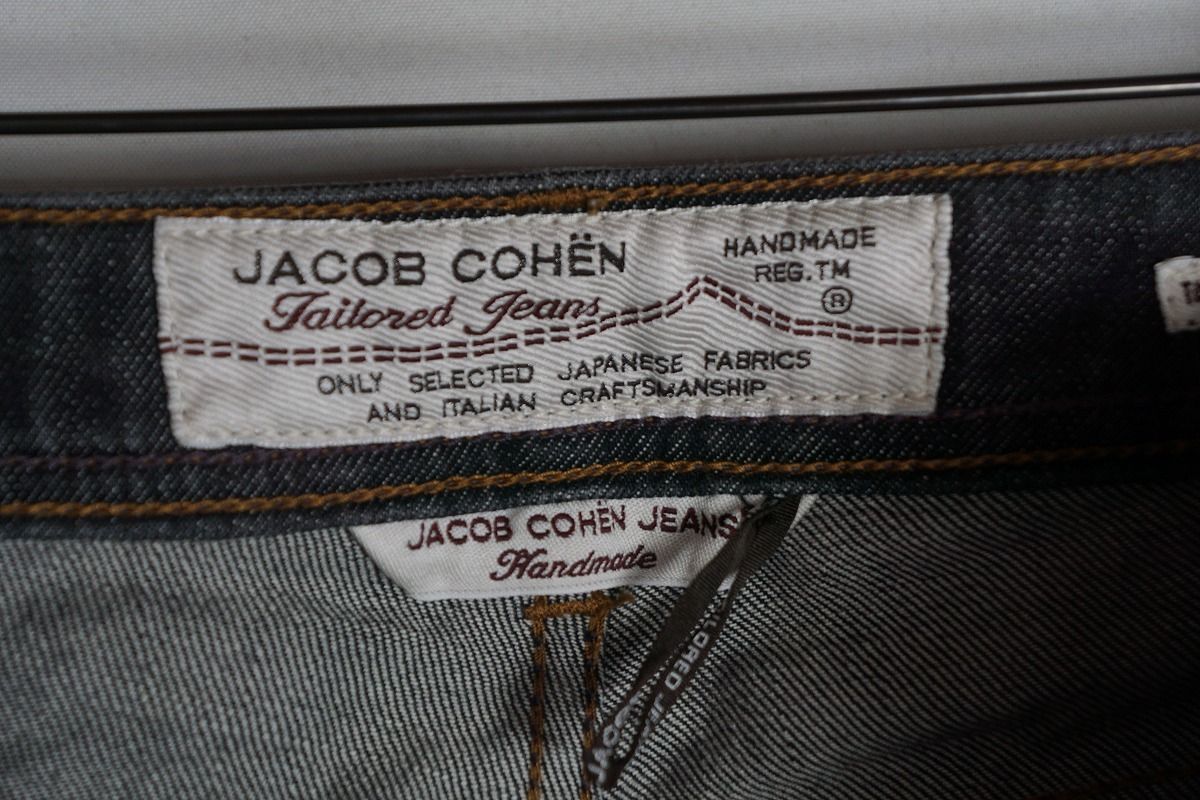 JACOB COHËN
Tailored Jeans
HANDMADE
REG.TM
®
ONLY SELECTED JAPANESE FABRICS
AND ITALIAN CRAFTSMANSHIP
JACOB COHËN JEANS
Handmade